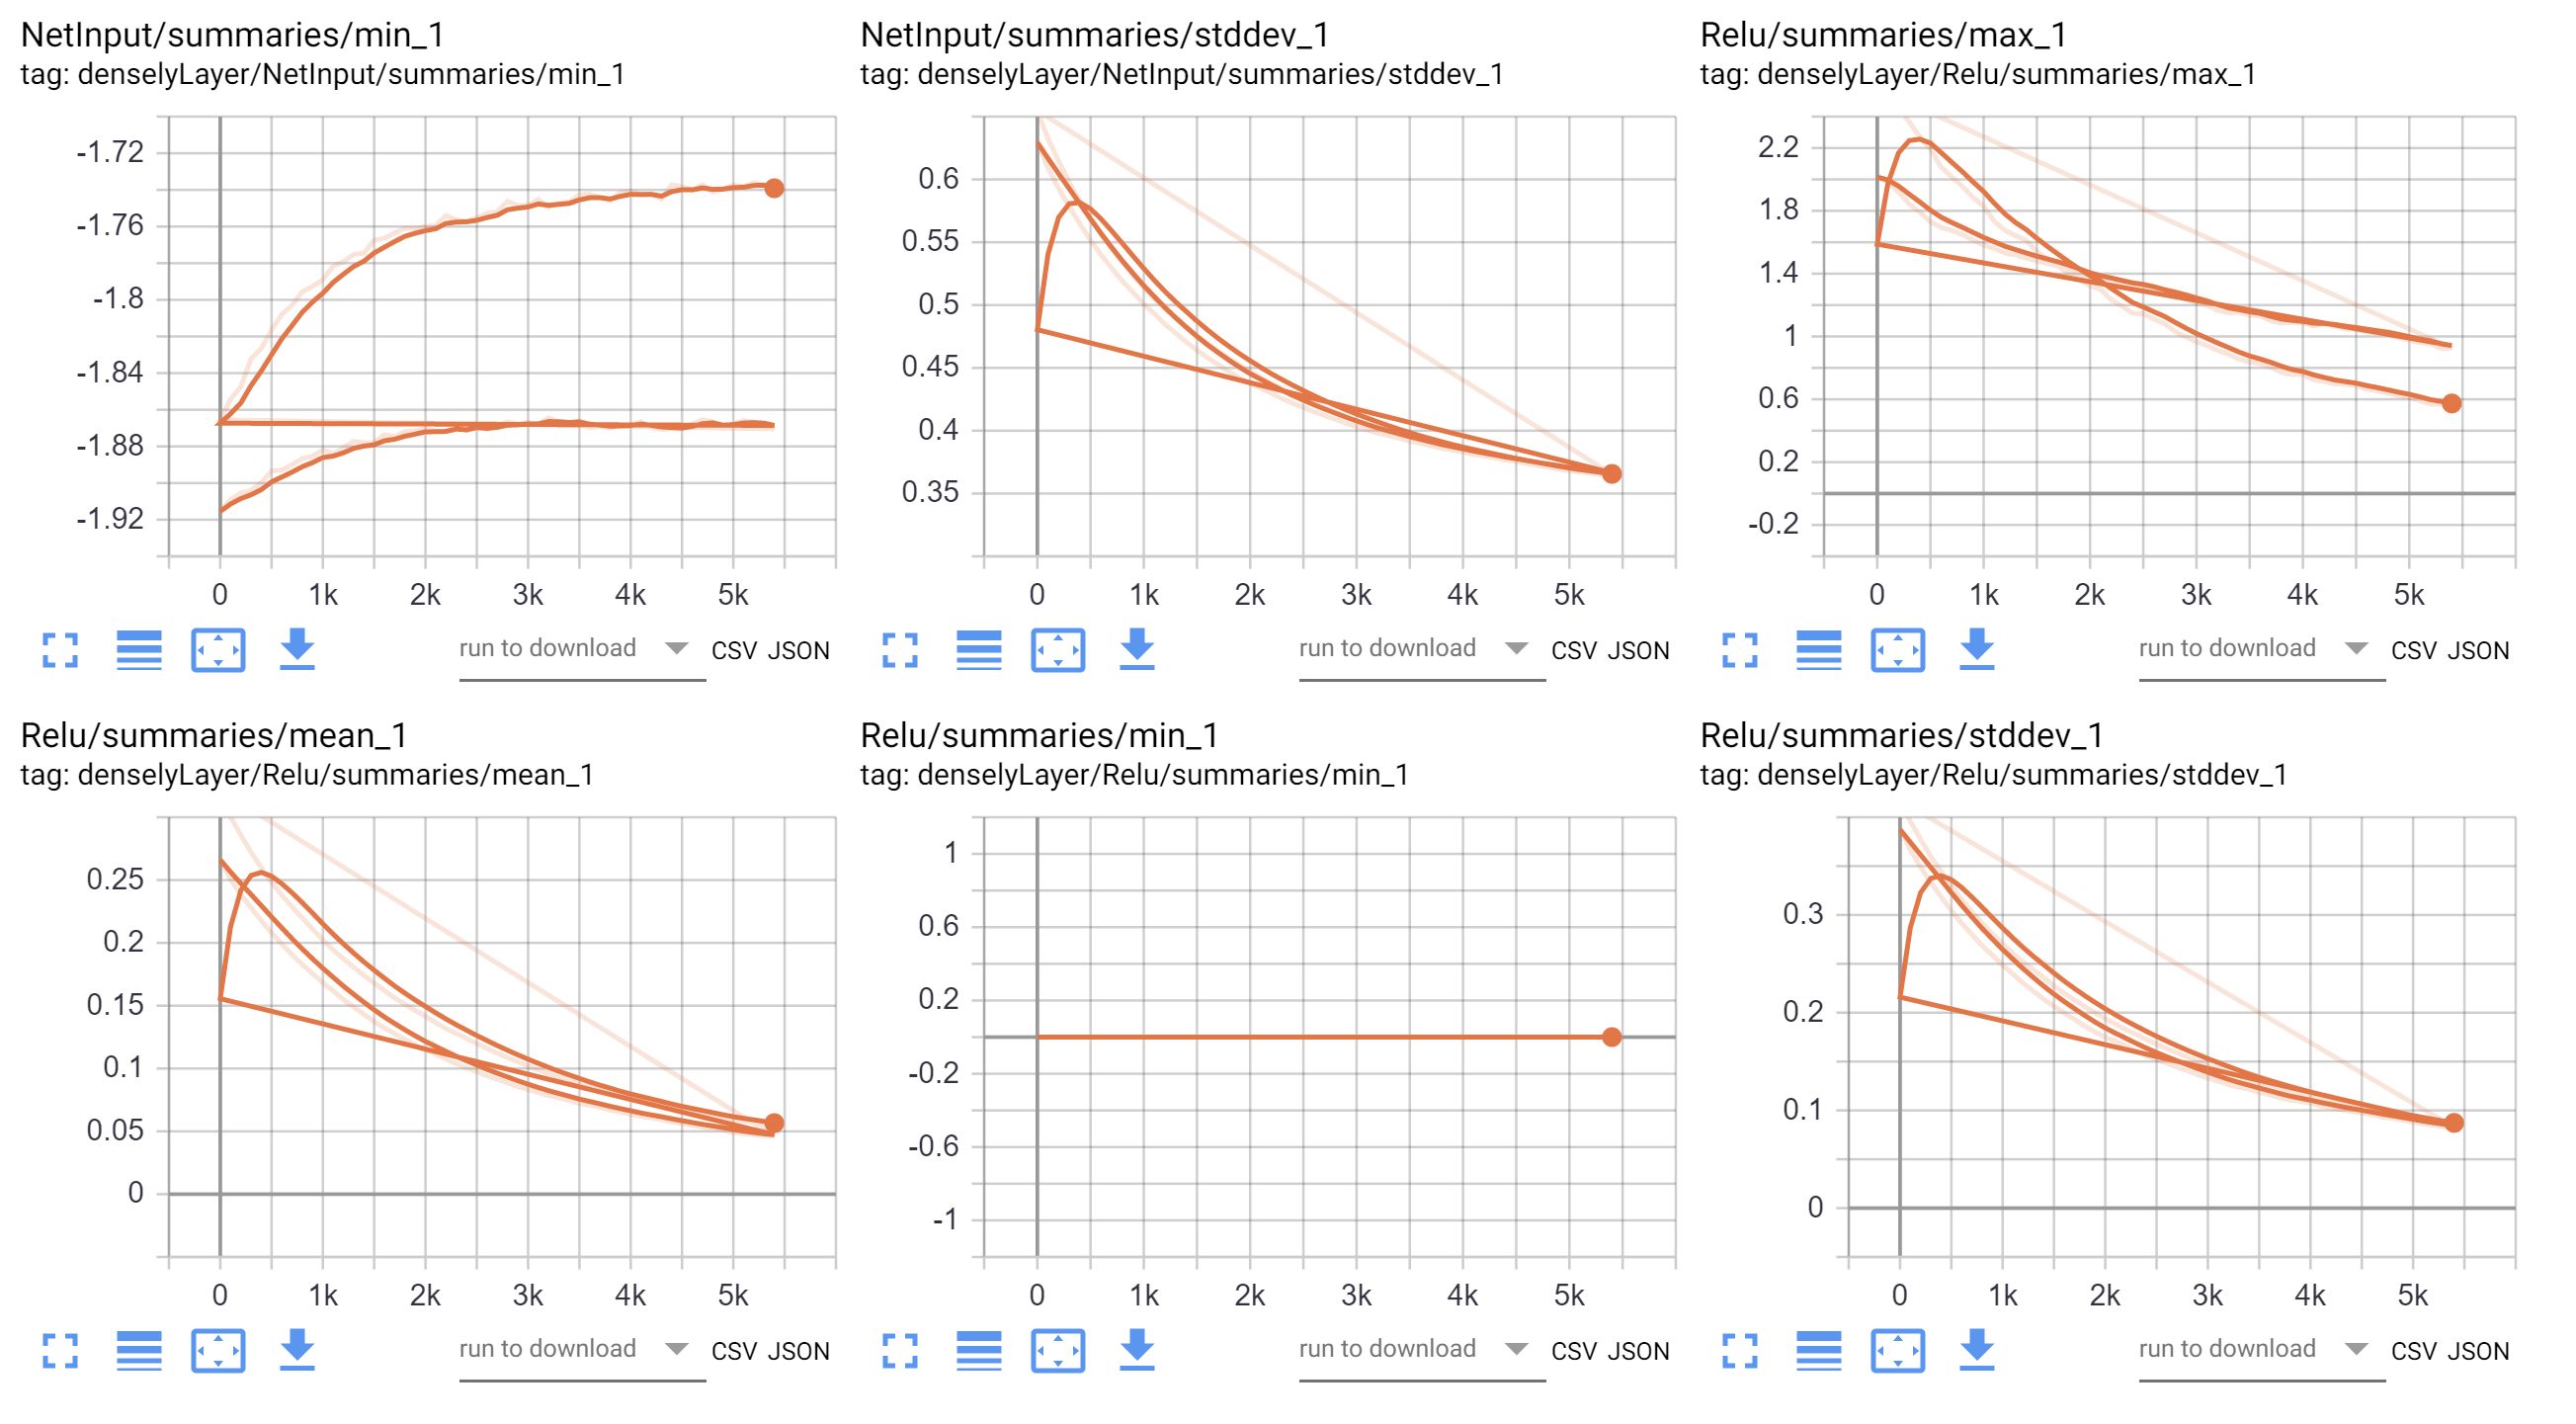 NetInput/summaries/min_1
tag: denselyLayer/NetInput/summaries/min_1
-1.72
-1.76
-1.8
-1.84
-1.88
-1.92
0 1k 2k 3k 4k 5k
run to download CSV JSON
NetInput/summaries/stddev_1
tag: denselyLayer/NetInput/summaries/stddev_1
0.6
0.55
0.5
0.45
0.4
0.35
0 1k 2k 3k 4k 5k
run to download CSV JSON
Relu/summaries/max_1
tag: denselyLayer/Relu/summaries/max_1
2.2
1.8
1.4
1
0.6
0.2
-0.2
0 1k 2k 3k 4k 5k
run to download CSV JSON
Relu/summaries/mean_1
tag: denselyLayer/Relu/summaries/mean_1
0.25
0.2
0.15
0.1
0.05
0
0 1k 2k 3k 4k 5k
run to download CSV JSON
Relu/summaries/min_1
tag: denselyLayer/Relu/summaries/min_1
1
0.6
0.2
-0.2
-0.6
-1
0 1k 2k 3k 4k 5k
run to download CSV JSON
Relu/summaries/stddev_1
tag: denselyLayer/Relu/summaries/stddev_1
0.3
0.2
0.1
0
0 1k 2k 3k 4k 5k
run to download CSV JSON